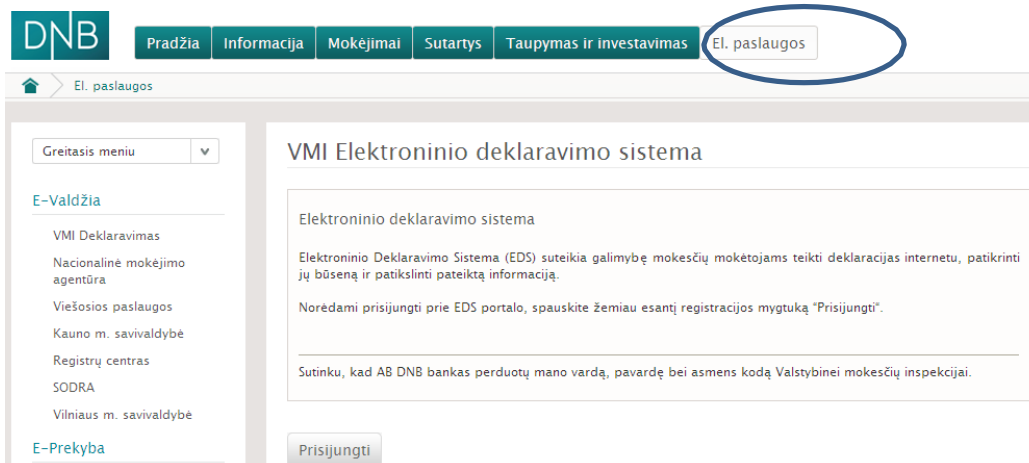 DNB
Pradžia Informacija Mokėjimai Sutartys Taupymas ir investavimas El. paslaugos
El. paslaugos
Greitasis meniu
VMI Elektroninio deklaravimo sistema
E-Valdžia
VMI Deklaravimas
Nacionalinė mokėjimo
agentūra
Viešosios paslaugos
Kauno m. savivaldybė
Registrų centras
SODRA
Vilniaus m. savivaldybė
E-Prekyba
Elektroninio deklaravimo sistema
Elektroninio Deklaravimo Sistema (EDS) suteikia galimybę mokesčių mokėtojams teikti deklaracijas internetu, patikrinti
jų būseną ir patikslinti pateiktą informaciją.
Norėdami prisijungti prie EDS portalo, spauskite žemiau esantį registracijos mygtuką "Prisijungti".
Sutinku, kad AB DNB bankas perduotų mano vardą, pavardę bei asmens kodą Valstybinei mokesčių inspekcijai.
Prisijungti